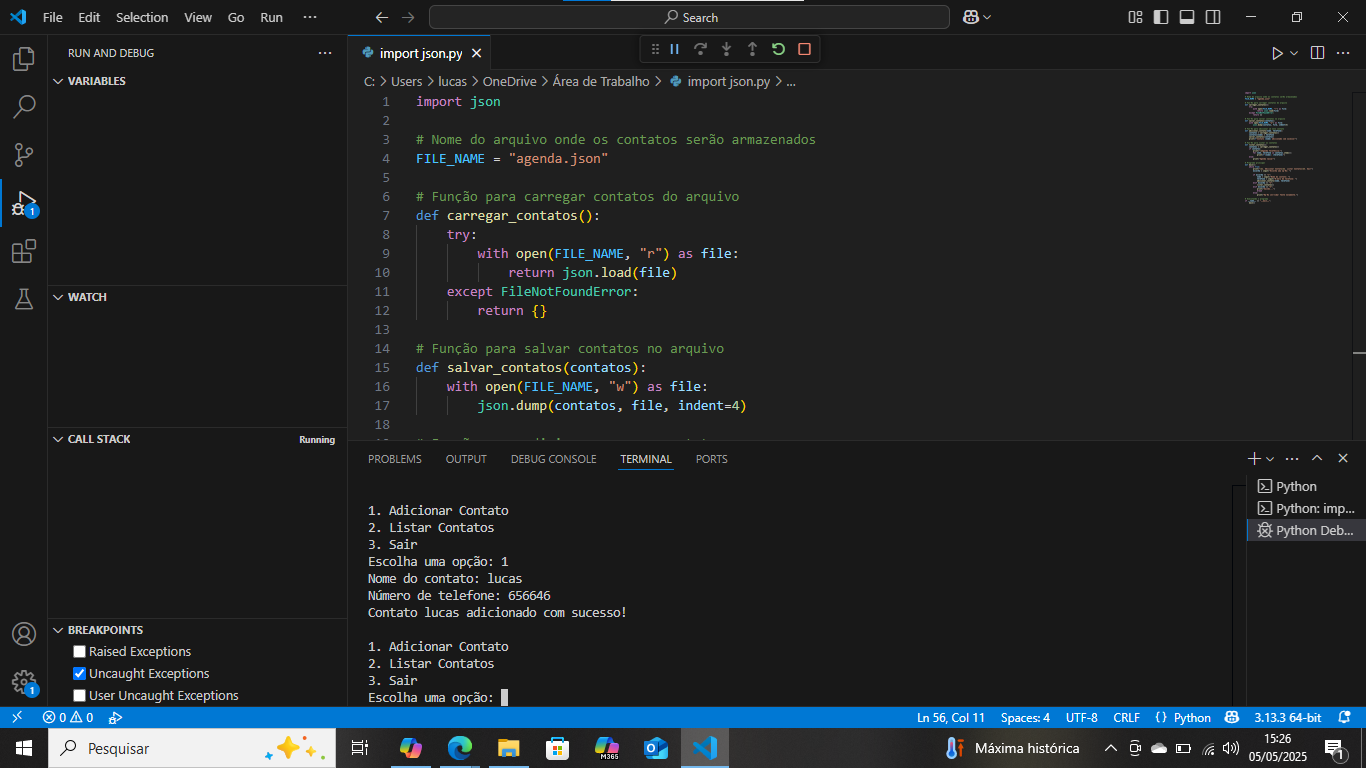 File Edit Selection View Go Run ··· Search
RUN AND DEBUG ···
import json.py
VARIABLES
C: > Users > lucas > OneDrive > Área de Trabalho > import json.py > ...
1 import json
2
3 # Nome do arquivo onde os contatos serão armazenados
4 FILE_NAME = "agenda.json"
5
6 # Função para carregar contatos do arquivo
7 def carregar_contatos():
8 try:
9 with open(FILE_NAME, "r") as file:
10 return json.load(file)
11 except FileNotFoundError:
12 return {}
13
14 # Função para salvar contatos no arquivo
15 def salvar_contatos(contatos):
16 with open(FILE_NAME, "w") as file:
17 json.dump(contatos, file, indent=4)
18
1
WATCH
CALL STACK Running
BREAKPOINTS
Raised Exceptions
Uncaught Exceptions
User Uncaught Exceptions
1
PROBLEMS OUTPUT DEBUG CONSOLE TERMINAL PORTS
1. Adicionar Contato
2. Listar Contatos
3. Sair
Escolha uma opção: 1
Nome do contato: lucas
Número de telefone: 656646
Contato lucas adicionado com sucesso!
1. Adicionar Contato
2. Listar Contatos
3. Sair
Escolha uma opção:
Python
Python: imp...
Python Deb...
0 0 Ln 56, Col 11 Spaces: 4 UTF-8 CRLF {} Python 3.13.3 64-bit
Pesquisar M365 Máxima histórica 15:26
05/05/2025 1